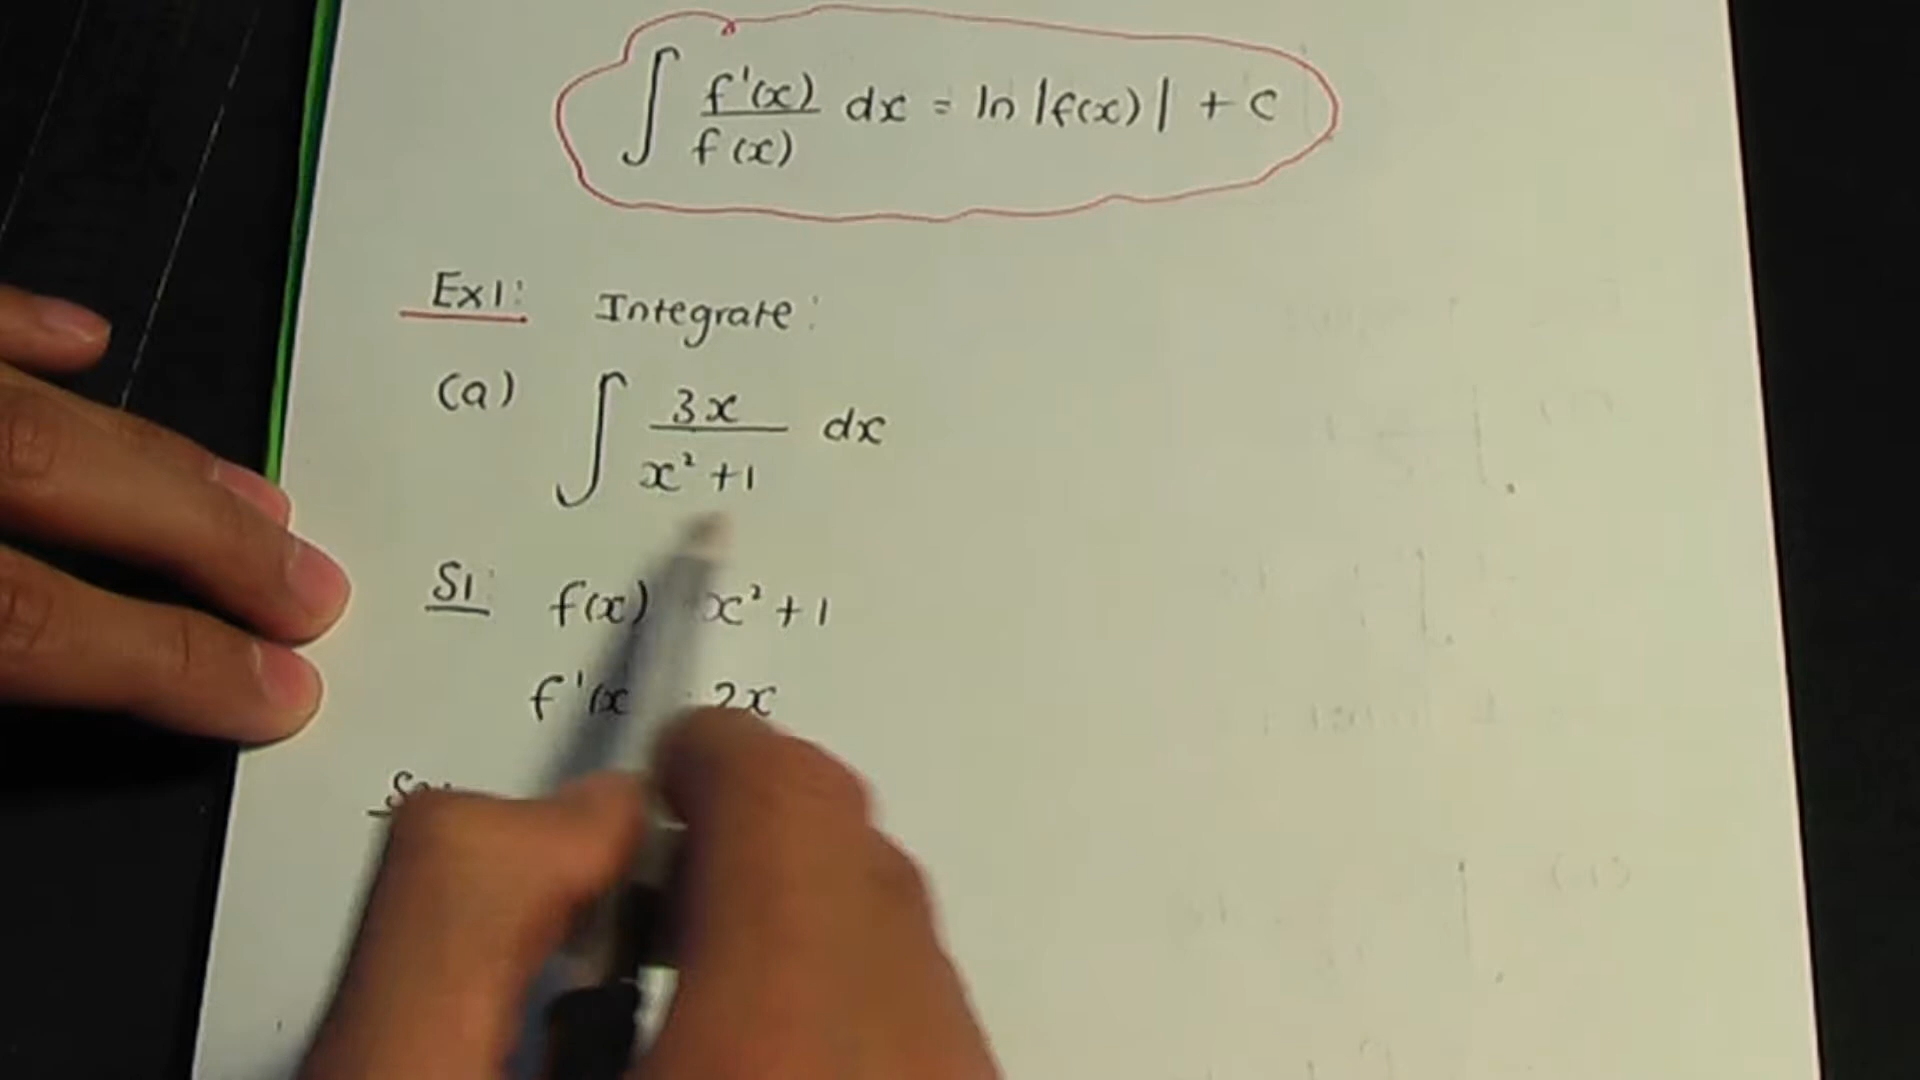 ∫ f'(x)/f(x) dx = ln |f(x)| + C
Ex1: Integrate:
(a) ∫ 3x/x²+1 dx
S1: f(x) x²+1
f'(x 2x